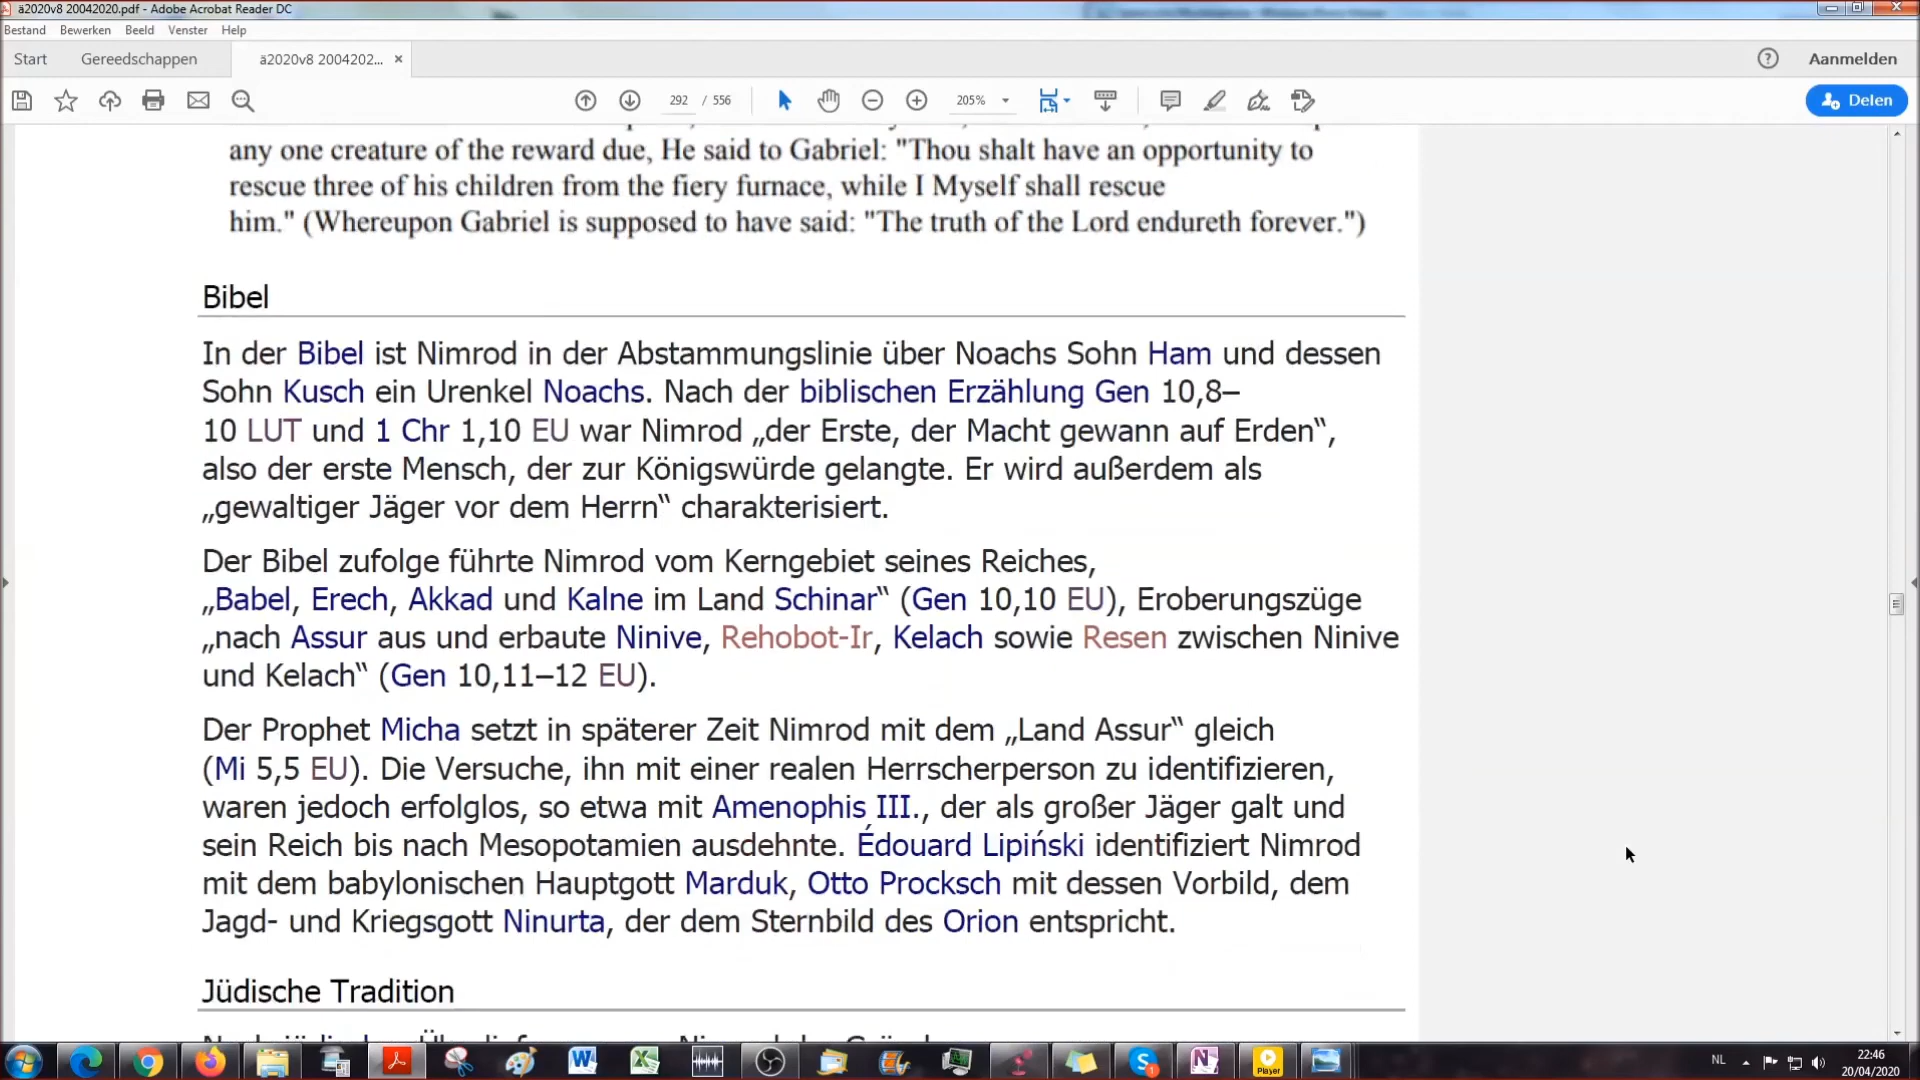 ä2020v8 20042020.pdf - Adobe Acrobat Reader DC
Bestand Bewerken Beeld Venster Help
Start Gereedschappen ä2020v8 2004202... × Aanmelden
292 / 556 205% Delen
any one creature of the reward due, He said to Gabriel: "Thou shalt have an opportunity to
rescue three of his children from the fiery furnace, while I Myself shall rescue
him." (Whereupon Gabriel is supposed to have said: "The truth of the Lord endureth forever.")
Bibel
In der Bibel ist Nimrod in der Abstammungslinie über Noachs Sohn Ham und dessen
Sohn Kusch ein Urenkel Noachs. Nach der biblischen Erzählung Gen 10,8–
10 LUT und 1 Chr 1,10 EU war Nimrod „der Erste, der Macht gewann auf Erden“,
also der erste Mensch, der zur Königswürde gelangte. Er wird außerdem als
„gewaltiger Jäger vor dem Herrn“ charakterisiert.
Der Bibel zufolge führte Nimrod vom Kerngebiet seines Reiches,
„Babel, Erech, Akkad und Kalne im Land Schinar“ (Gen 10,10 EU), Eroberungszüge
„nach Assur aus und erbaute Ninive, Rehobot-Ir, Kelach sowie Resen zwischen Ninive
und Kelach“ (Gen 10,11–12 EU).
Der Prophet Micha setzt in späterer Zeit Nimrod mit dem „Land Assur“ gleich
(Mi 5,5 EU). Die Versuche, ihn mit einer realen Herrscherperson zu identifizieren,
waren jedoch erfolglos, so etwa mit Amenophis III., der als großer Jäger galt und
sein Reich bis nach Mesopotamien ausdehnte. Édouard Lipiński identifiziert Nimrod
mit dem babylonischen Hauptgott Marduk, Otto Procksch mit dessen Vorbild, dem
Jagd- und Kriegsgott Ninurta, der dem Sternbild des Orion entspricht.
Jüdische Tradition
NL 22:46
20/04/2020